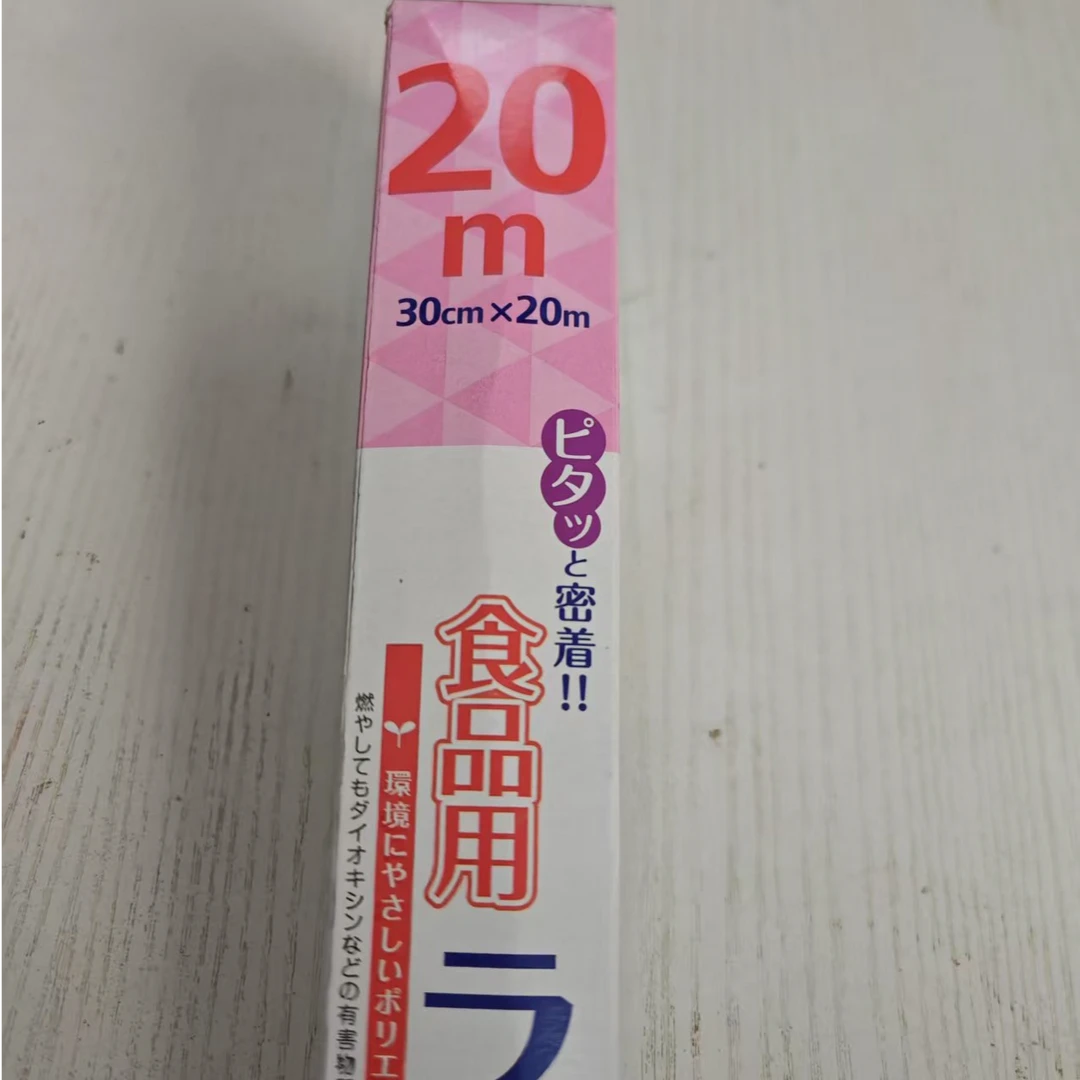 20
m
30cm×20m
ピタッと密着!!
食品用
ラ
環境にやさしいポリエ
燃やしてもダイオキシンなどの有害物